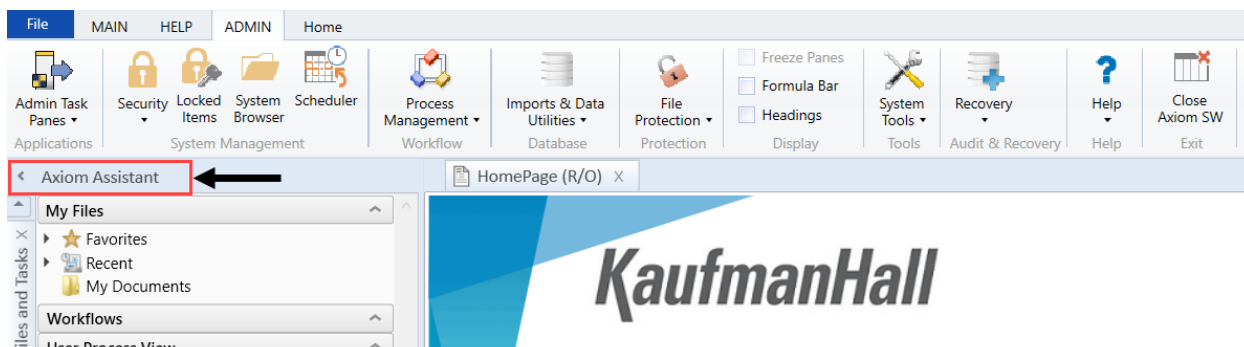 File MAIN HELP ADMIN Home
Admin Task Panes
Security
Locked Items
System Browser
Scheduler
Process Management
Imports & Data Utilities
File Protection
Freeze Panes
Formula Bar
Headings
System Tools
Recovery
Help
Close Axiom SW
Applications System Management Workflow Database Protection Display Tools Audit & Recovery Help Exit
Axiom Assistant
HomePage (R/O)
My Files
Favorites
Recent
My Documents
Workflows
User Process View
Files and Tasks
KaufmanHall